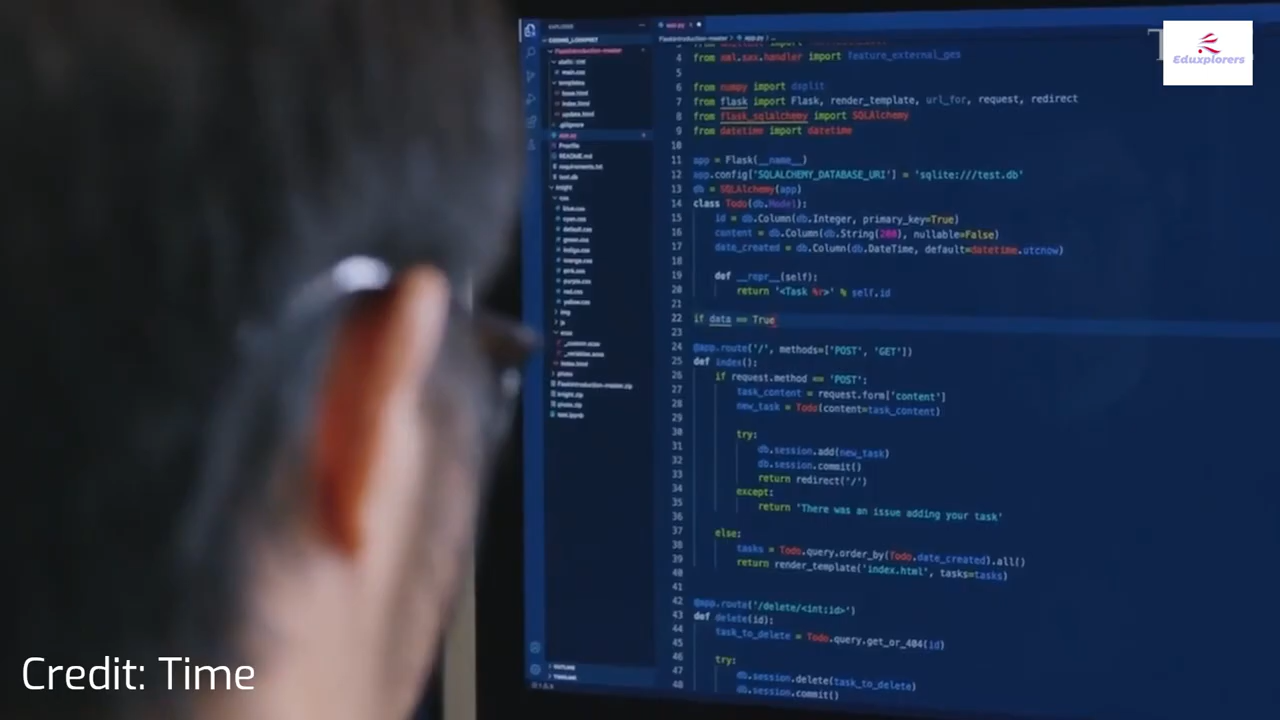 EXPLORER
app.py
4 from xml.sax.handler import feature_external_ges
5
6 from numpy import dsplit
7 from flask import Flask, render_template, url_for, request, redirect
8 from flask_sqlalchemy import SQLAlchemy
9 from datetime import datetime
10
11 app = Flask(__name__)
12 app.config['SQLALCHEMY_DATABASE_URI'] = 'sqlite:///test.db'
13 db = SQLAlchemy(app)
14 class Todo(db.Model):
15 id = db.Column(db.Integer, primary_key=True)
16 content = db.Column(db.String(200), nullable=False)
17 date_created = db.Column(db.DateTime, default=datetime.utcnow)
18
19 def __repr__(self):
20 return '<Task %r>' % self.id
21
22 if data == True
23
24 @app.route('/', methods=['POST', 'GET'])
25 def index():
26 if request.method == 'POST':
27 task_content = request.form['content']
28 new_task = Todo(content=task_content)
29
30 try:
31 db.session.add(new_task)
32 db.session.commit()
33 return redirect('/')
34 except:
35 return 'There was an issue adding your task'
36
37 else:
38 tasks = Todo.query.order_by(Todo.date_created).all()
39 return render_template('index.html', tasks=tasks)
40
41
42 @app.route('/delete/<int:id>')
43 def delete(id):
44 task_to_delete = Todo.query.get_or_404(id)
45
46 try:
47 db.session.delete(task_to_delete)
48 db.session.commit()
Eduxplorers
Credit: Time